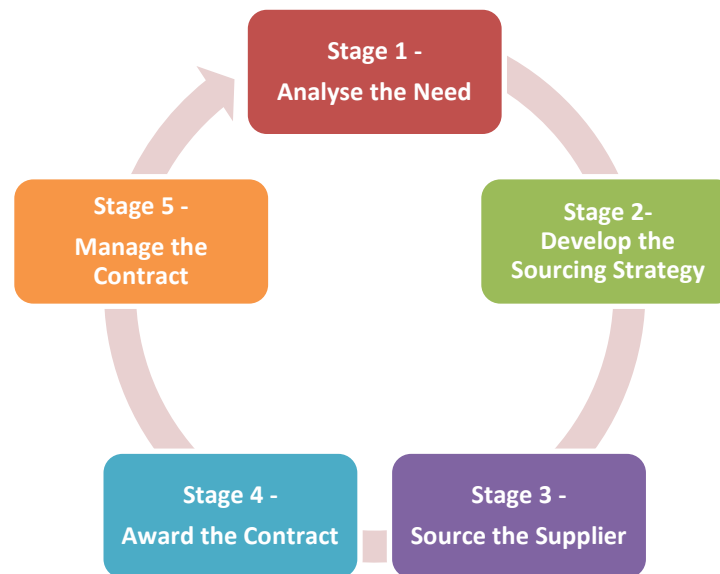 Stage 1 -
Analyse the Need
Stage 2-
Develop the
Sourcing Strategy
Stage 3 -
Source the Supplier
Stage 4 -
Award the Contract
Stage 5 -
Manage the
Contract